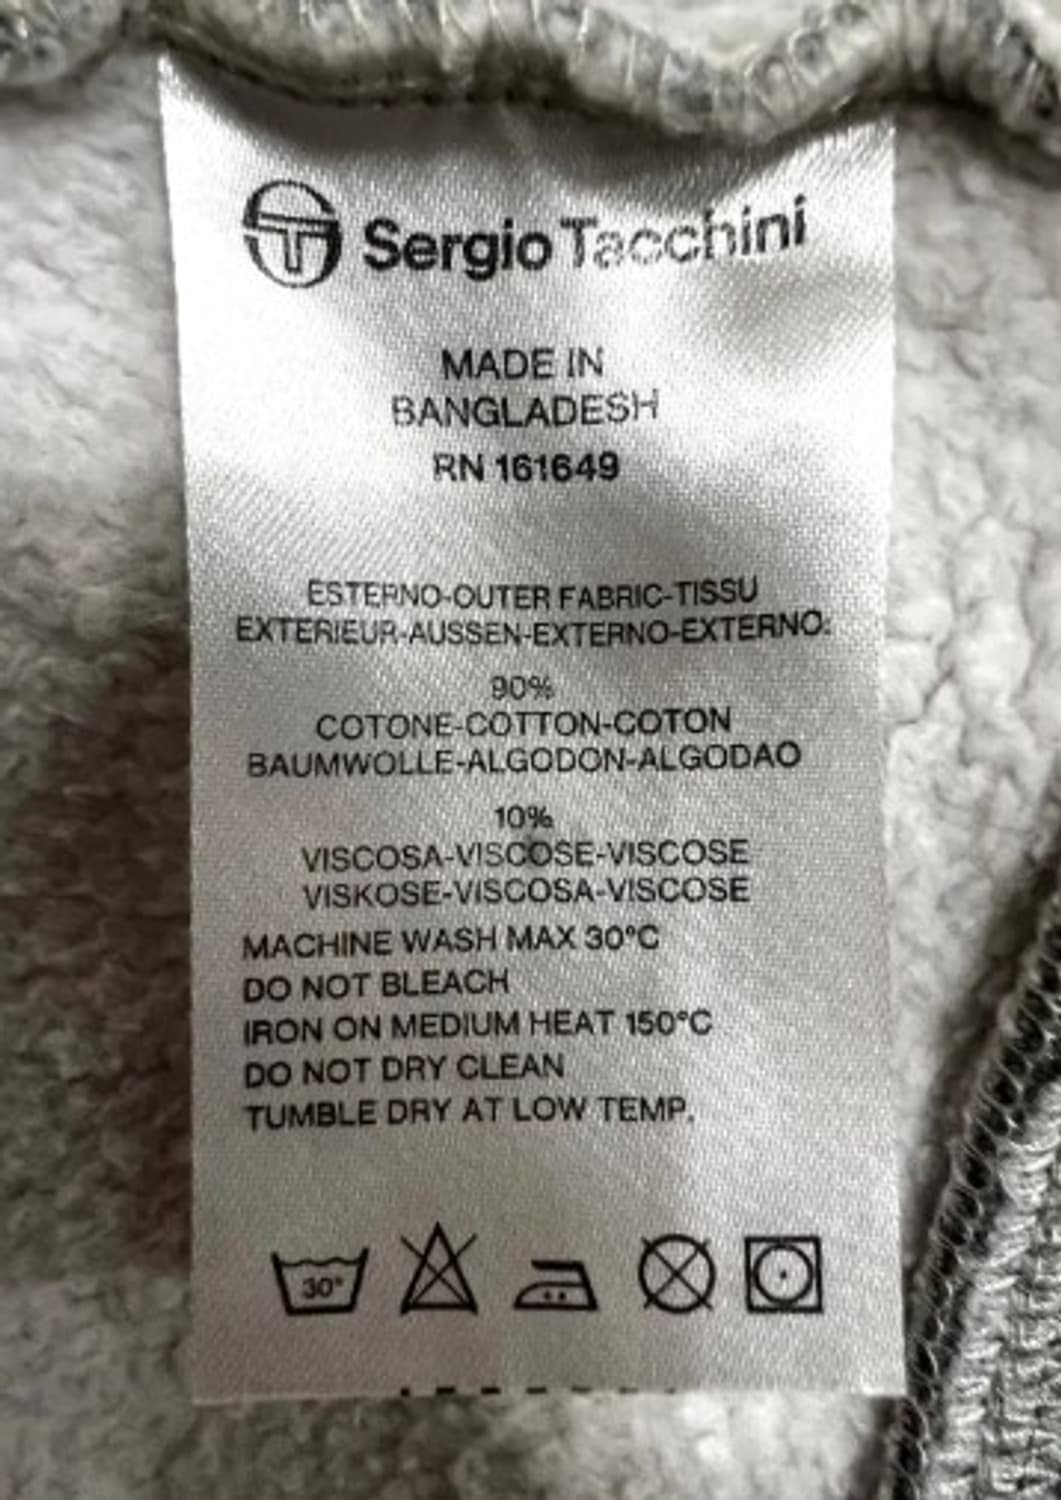 Sergio Tacchini
MADE IN
BANGLADESH
RN 161649
ESTERNO-OUTER FABRIC-TISSU
EXTERIEUR-AUSSEN-EXTERNO-EXTERNO:
90%
COTONE-COTTON-COTON
BAUMWOLLE-ALGODON-ALGODAO
10%
VISCOSA-VISCOSE-VISCOSE
VISKOSE-VISCOSA-VISCOSE
MACHINE WASH MAX 30°C
DO NOT BLEACH
IRON ON MEDIUM HEAT 150°C
DO NOT DRY CLEAN
TUMBLE DRY AT LOW TEMP.
30°